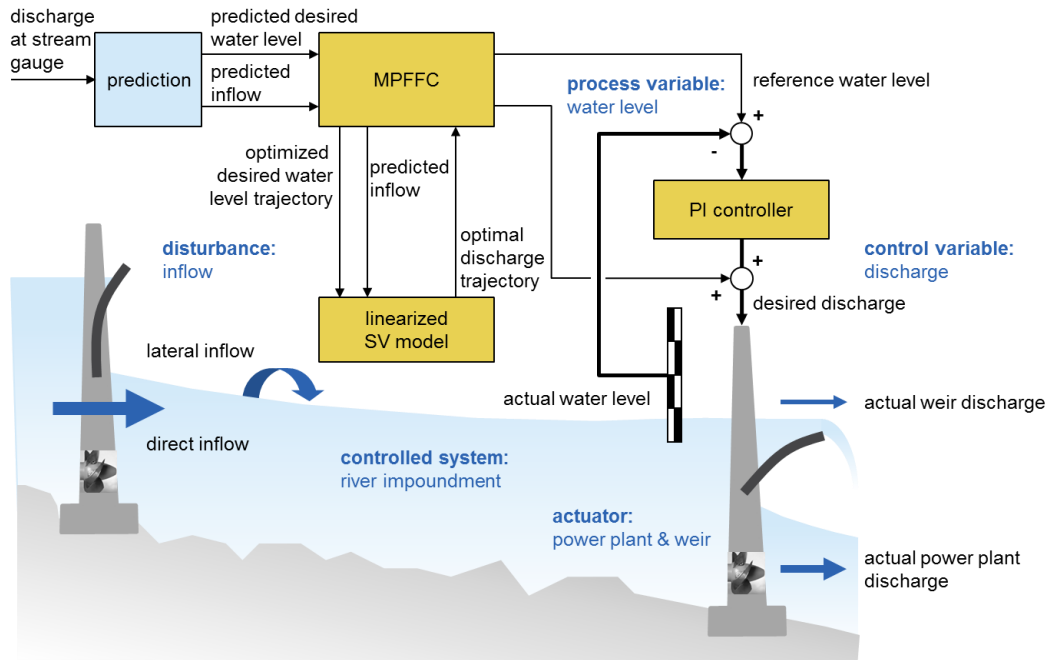 discharge
at stream
gauge
prediction
predicted desired
water level
predicted
inflow
MPFFC
process variable:
water level
reference water level
+
-
optimized
desired water
level trajectory
predicted
inflow
optimal
discharge
trajectory
PI controller
disturbance:
inflow
control variable:
discharge
+
+
desired discharge
linearized
SV model
lateral inflow
actual water level
actual weir discharge
direct inflow
controlled system:
river impoundment
actuator:
power plant & weir
actual power plant
discharge